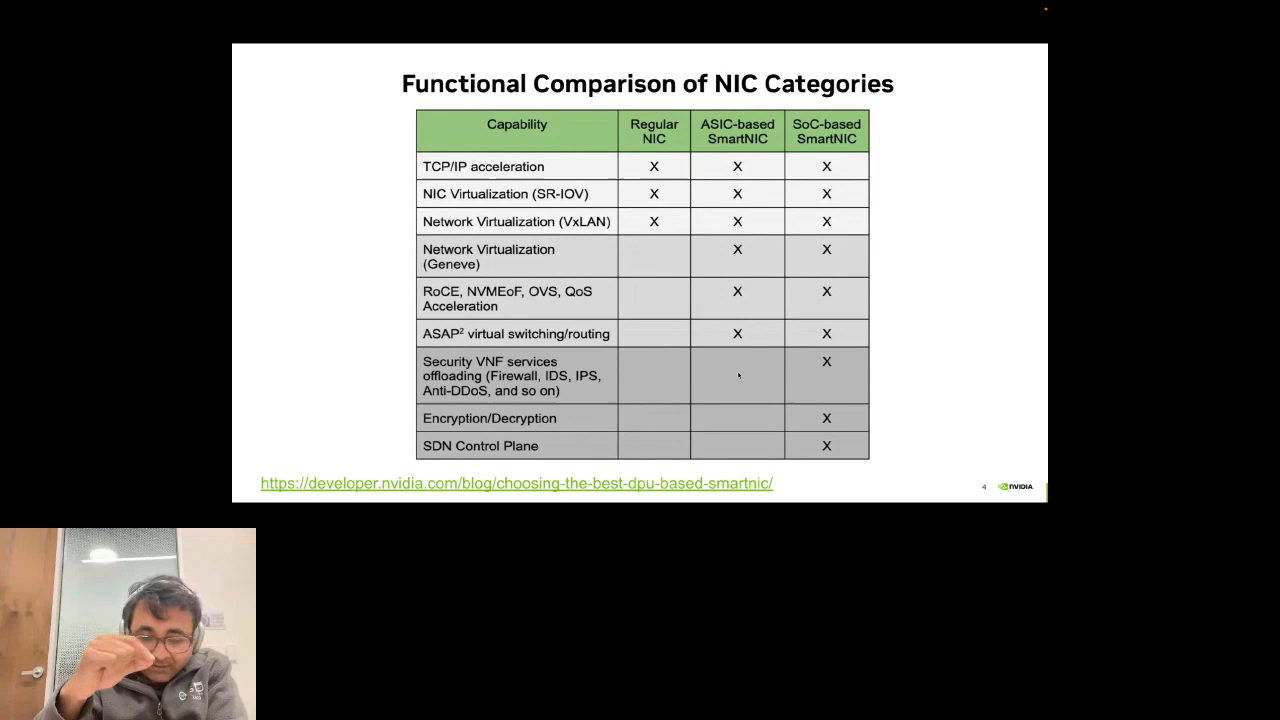 Functional Comparison of NIC Categories
Capability
Regular
NIC
ASIC-based
SmartNIC
SoC-based
SmartNIC
TCP/IP acceleration X X X
NIC Virtualization (SR-IOV) X X X
Network Virtualization (VxLAN) X X X
Network Virtualization
(Geneve)
X X
RoCE, NVMEoF, OVS, QoS
Acceleration
X X
ASAP² virtual switching/routing X X
Security VNF services
offloading (Firewall, IDS, IPS,
Anti-DDoS, and so on)
X
Encryption/Decryption X
SDN Control Plane X
https://developer.nvidia.com/blog/choosing-the-best-dpu-based-smartnic/
4 NVIDIA